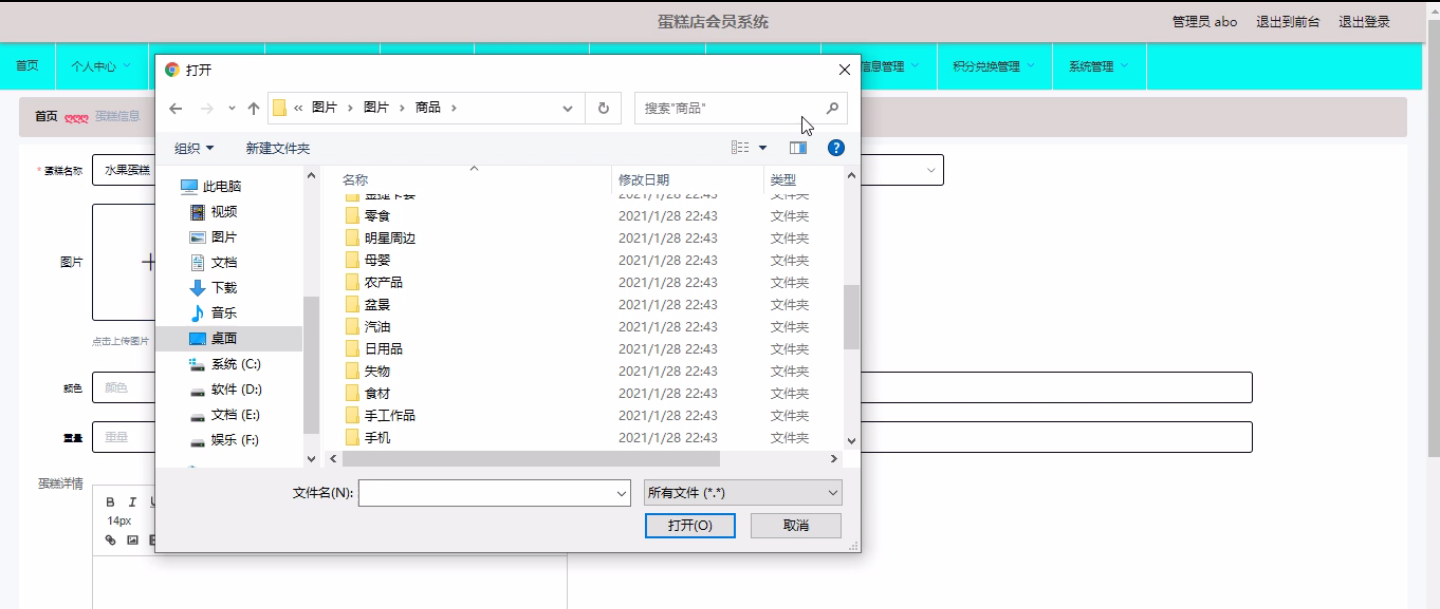 蛋糕店会员系统
管理员 abo 退出到前台 退出登录
首页 个人中心 信息管理 积分兑换管理 系统管理
打开
« 图片 › 图片 › 商品 ›
搜索"商品"
首页 蛋糕信息
组织 新建文件夹
* 蛋糕名称 水果蛋糕
名称 修改日期 类型
此电脑
视频
图片
文档
下载
音乐
桌面
系统 (C:)
软件 (D:)
文档 (E:)
娱乐 (F:)
2021/1/28 22:43 文件夹
零食 2021/1/28 22:43 文件夹
明星周边 2021/1/28 22:43 文件夹
母婴 2021/1/28 22:43 文件夹
农产品 2021/1/28 22:43 文件夹
盆景 2021/1/28 22:43 文件夹
汽油 2021/1/28 22:43 文件夹
日用品 2021/1/28 22:43 文件夹
失物 2021/1/28 22:43 文件夹
食材 2021/1/28 22:43 文件夹
手工作品 2021/1/28 22:43 文件夹
手机 2021/1/28 22:43 文件夹
图片
点击上传图片
颜色 颜色
重量 重量
文件名(N): 所有文件 (*.*)
打开(O) 取消
蛋糕详情
B I U
14px